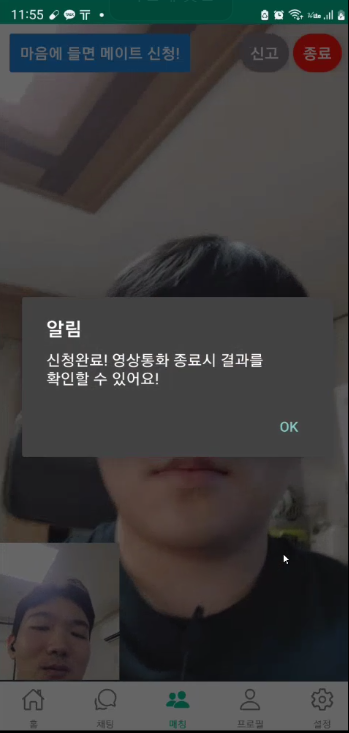 11:55
마음에 들면 메이트 신청!
신고
종료
알림
신청완료! 영상통화 종료시 결과를
확인할 수 있어요!
OK
홈
채팅
매칭
프로필
설정